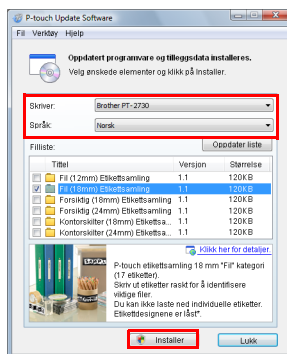 P-touch Update Software
Fil Verktøy Hjelp
Oppdatert programvare og tilleggsdata installeres.
Velg ønskede elementer og klikk på Installer.
Skriver: Brother PT-2730
Språk: Norsk
Filliste: Oppdater liste
Tittel Versjon Størrelse
Fil (12mm) Etikettsamling 1.1 120KB
Fil (18mm) Etikettsamling 1.1 120KB
Forsiktig (18mm) Etikettsamling 1.1 120KB
Forsiktig (24mm) Etikettsamling 1.1 120KB
Kontorskilter (18mm) Etikettsa... 1.1 120KB
Kontorskilter (24mm) Etikettsa... 1.1 120KB
Klikk her for detaljer.
P-touch etikettsamling 18 mm "Fil" kategori
(17 etiketter).
Skriv ut etiketter raskt for å identifisere
viktige filer.
Du kan ikke laste ned individuelle etiketter.
Etikettdesignene er låst".
Installer Lukk